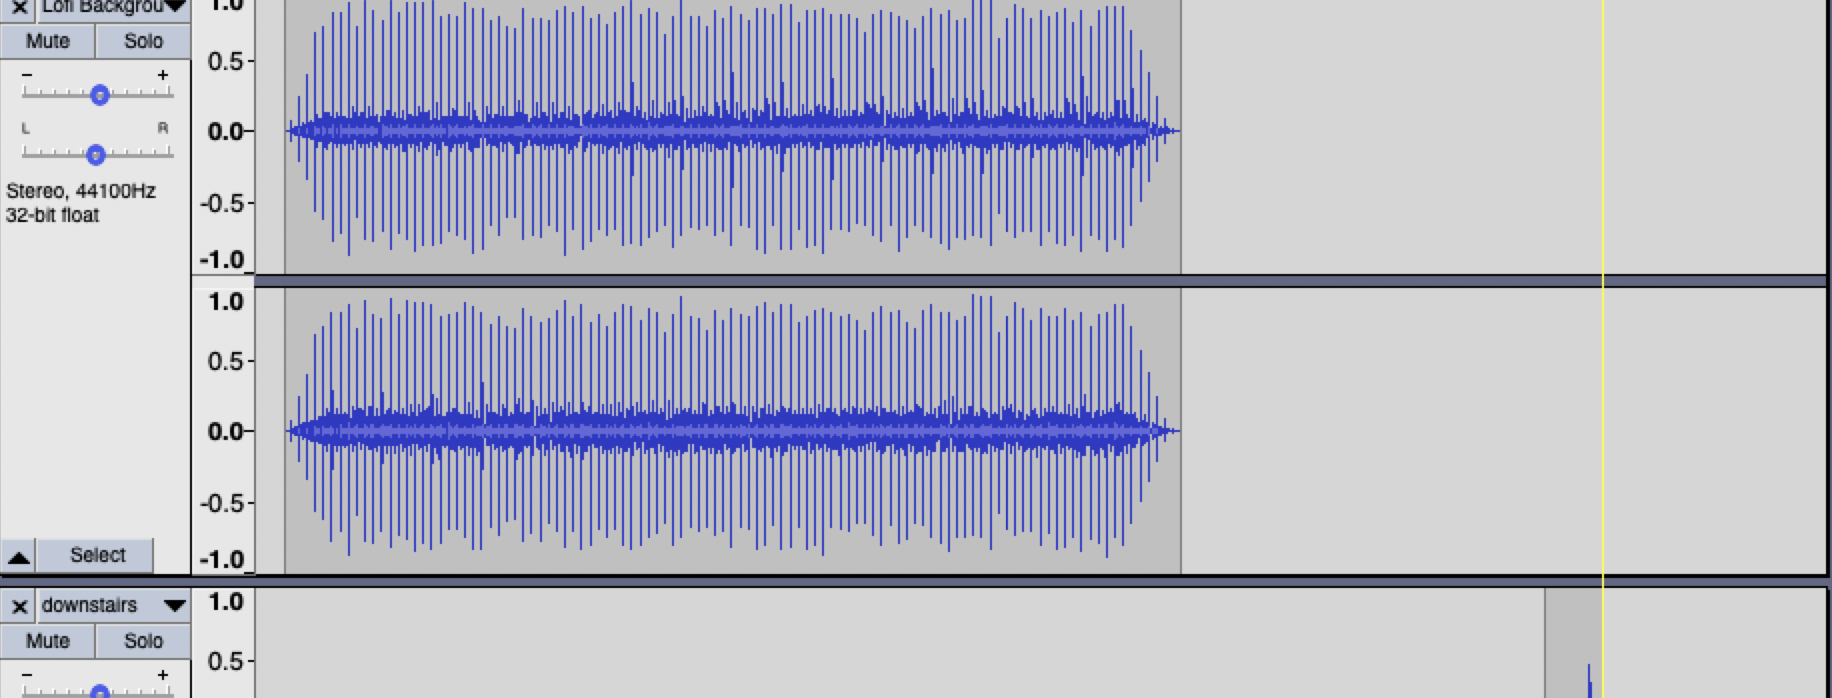 Lofi Backgrou
Mute Solo
- +
L R
Stereo, 44100Hz
32-bit float
Select
1.0
0.5
0.0
-0.5
-1.0
1.0
0.5
0.0
-0.5
-1.0
downstairs
Mute Solo
- +
1.0
0.5